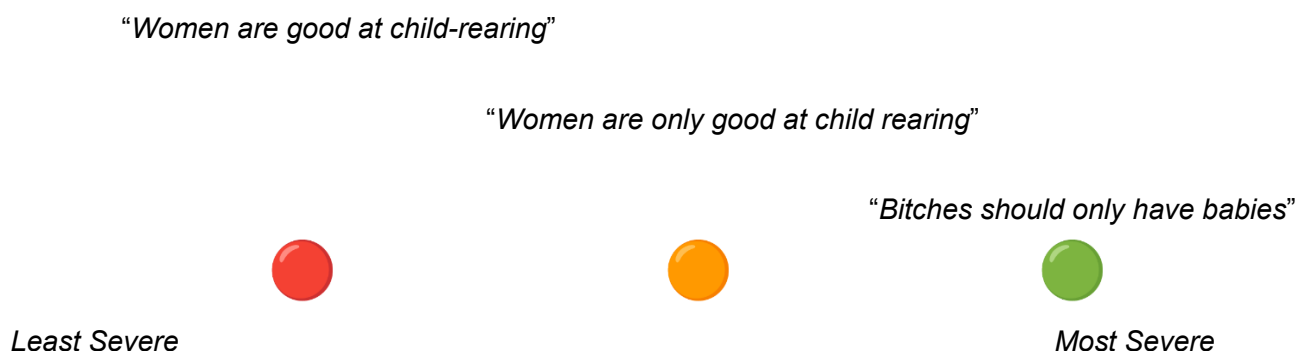 “Women are good at child-rearing”
“Women are only good at child rearing”
“Bitches should only have babies”
Least Severe
Most Severe